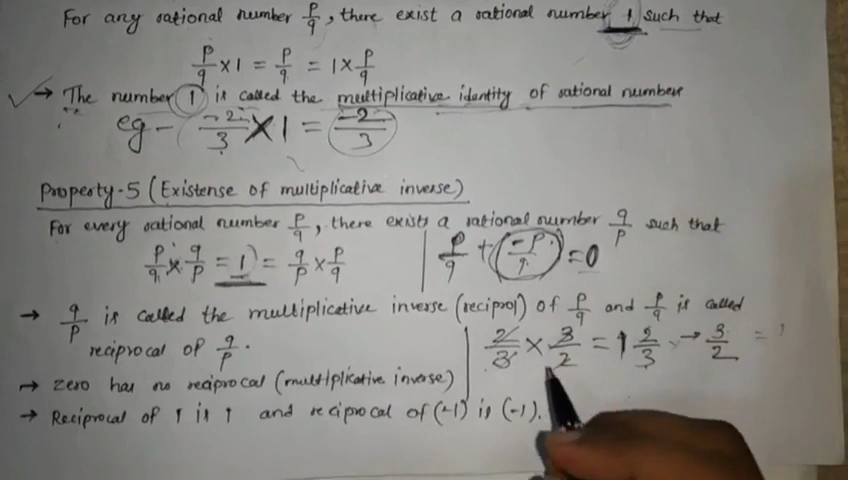 For any rational number p/q, there exist a rational number 1 such that
p/q × 1 = p/q = 1 × p/q
→ The number 1 is called the multiplicative identity of rational numbers
eg - -2/3 × 1 = -2/3
Property-5 (Existense of multiplicative inverse)
For every rational number p/q, there exists a rational number q/p such that
p/q × q/p = 1 = q/p × p/q | p/q + (-p/q) = 0
→ q/p is called the multiplicative inverse (reciprol) of p/q and p/q is called
reciprocal of q/p. | 2/3 × 3/2 = 1 2/3 → 3/2 =
→ zero has no reciprocal (multiplicative inverse)
→ Reciprocal of 1 is 1 and reciprocal of (-1) is (-1).